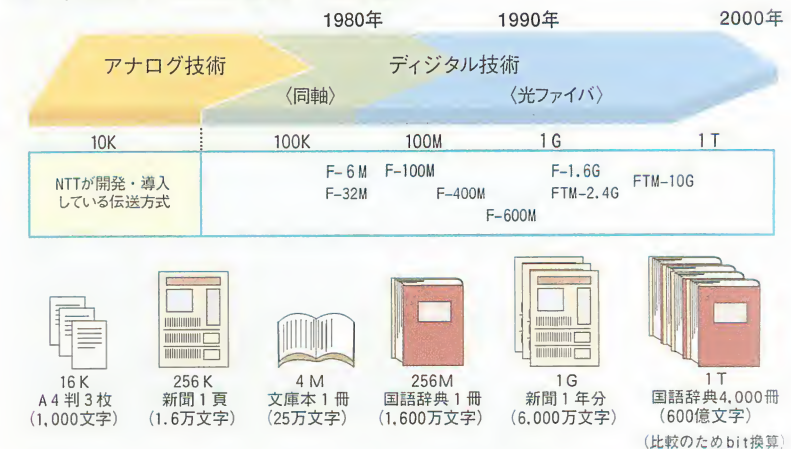 1980年 1990年 2000年
アナログ技術 ディジタル技術
〈同軸〉 〈光ファイバ〉
10K 100K 100M 1G 1T
NTTが開発・導入
している伝送方式
F-6M F-100M F-1.6G
F-32M F-400M FTM-2.4G FTM-10G
F-600M
16K 256K 4M 256M 1G 1T
A4判3枚 新聞1頁 文庫本1冊 国語辞典1冊 新聞1年分 国語辞典4,000冊
(1,000文字) (1.6万文字) (25万文字) (1,600万文字) (6,000万文字) (600億文字)
(比較のためbit換算)